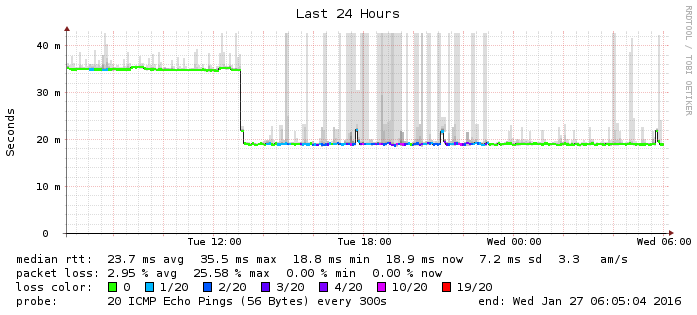 Last 24 Hours
RRDTOOL / TOBI OETIKER
Seconds
40 m
30 m
20 m
10 m
0
Tue 12:00 Tue 18:00 Wed 00:00 Wed 06:00
median rtt: 23.7 ms avg 35.5 ms max 18.8 ms min 18.9 ms now 7.2 ms sd 3.3 am/s
packet loss: 2.95 % avg 25.58 % max 0.00 % min 0.00 % now
loss color: 0 1/20 2/20 3/20 4/20 10/20 19/20
probe: 20 ICMP Echo Pings (56 Bytes) every 300s end: Wed Jan 27 06:05:04 2016